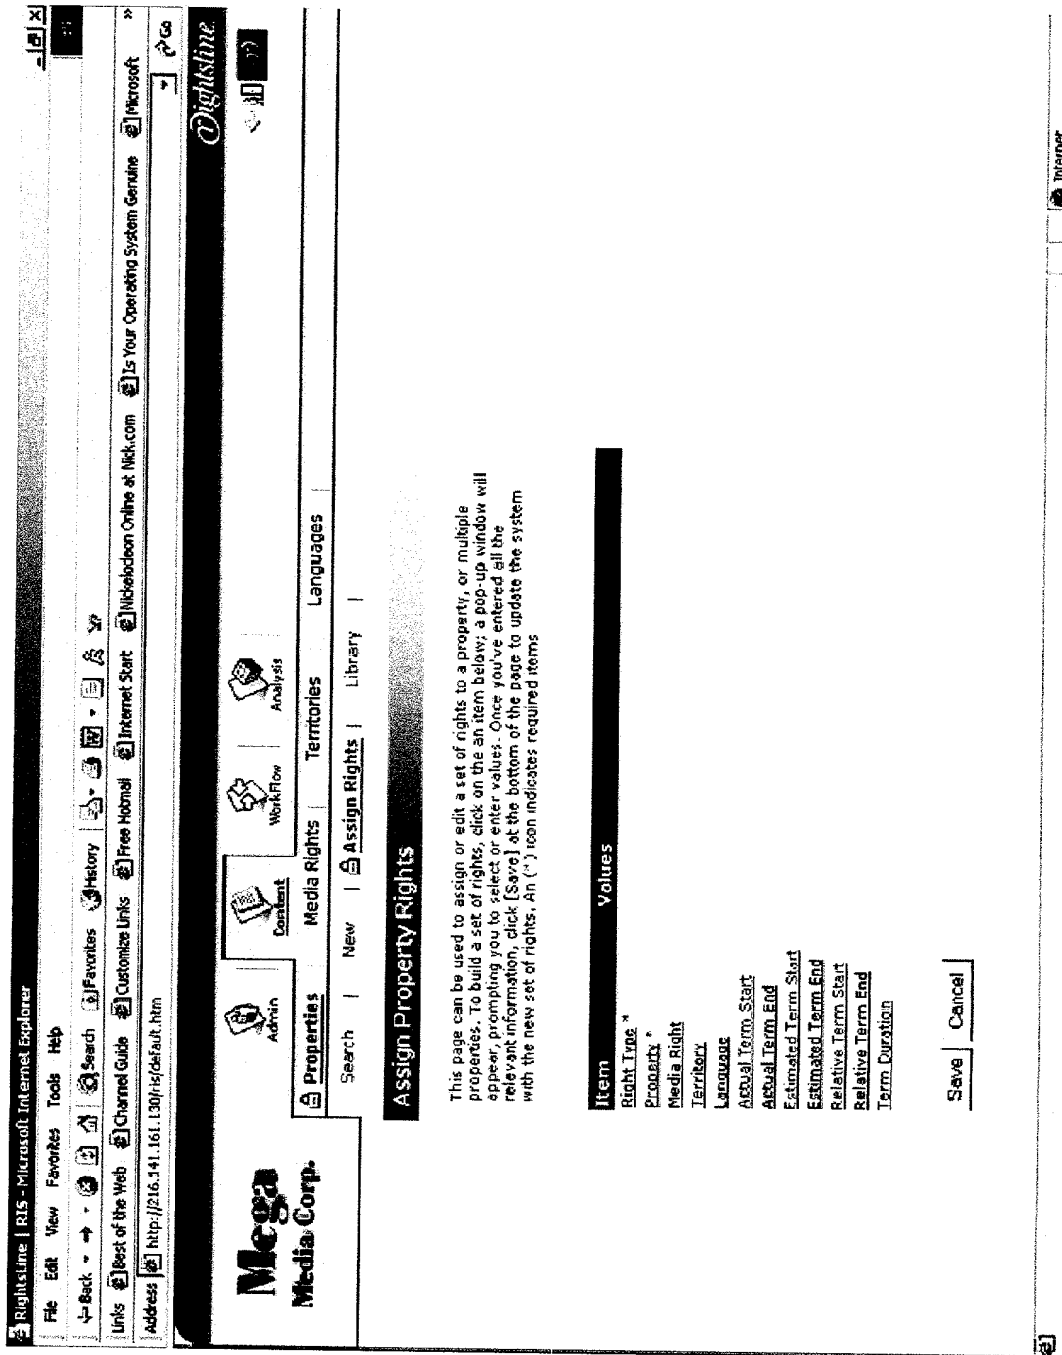 RightsLine | RIS - Microsoft Internet Explorer
File Edit View Favorites Tools Help
Back Search Favorites History
Links Best of the Web Channel Guide Customize Links Free Hotmail Internet Start Nickelodeon Online at Nick.com Is Your Operating System Genuine Microsoft »
Address http://216.141.161.130/ris/default.htm Go
Mega
Media Corp.
Rightsline
Admin Content WorkFlow Analysis
Properties Media Rights Territories Languages
Search | New | Assign Rights | Library |
Assign Property Rights
This page can be used to assign or edit a set of rights to a property, or multiple
properties. To build a set of rights, click on the an item below; a pop-up window will
appear, prompting you to select or enter values. Once you've entered all the
relevant information, click [Save] at the bottom of the page to update the system
with the new set of rights. An (*) icon indicates required items
Item Values
Right Type *
Property *
Media Right
Territory
Language
Actual Term Start
Actual Term End
Estimated Term Start
Estimated Term End
Relative Term Start
Relative Term End
Term Duration
Save Cancel
Internet